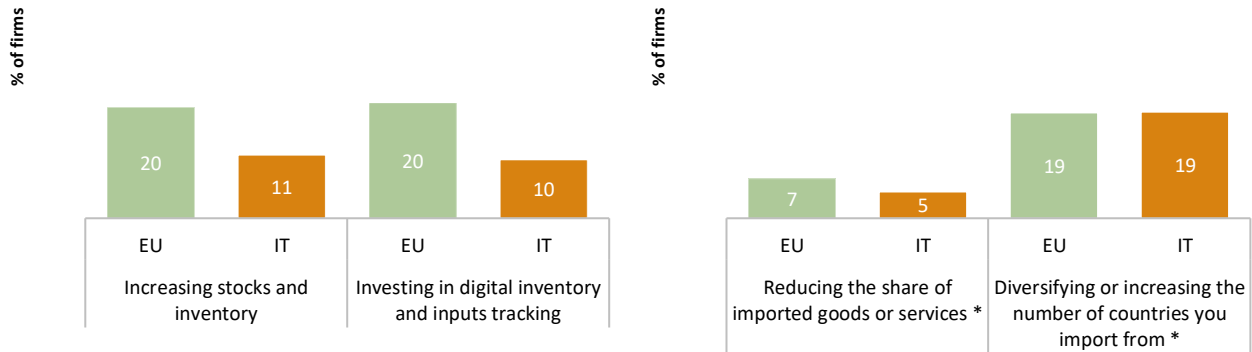 % of firms
20
11
20
10
EU
IT
EU
IT
Increasing stocks and
inventory
Investing in digital inventory
and inputs tracking
% of firms
7
5
19
19
EU
IT
EU
IT
Reducing the share of
imported goods or services *
Diversifying or increasing the
number of countries you
import from *